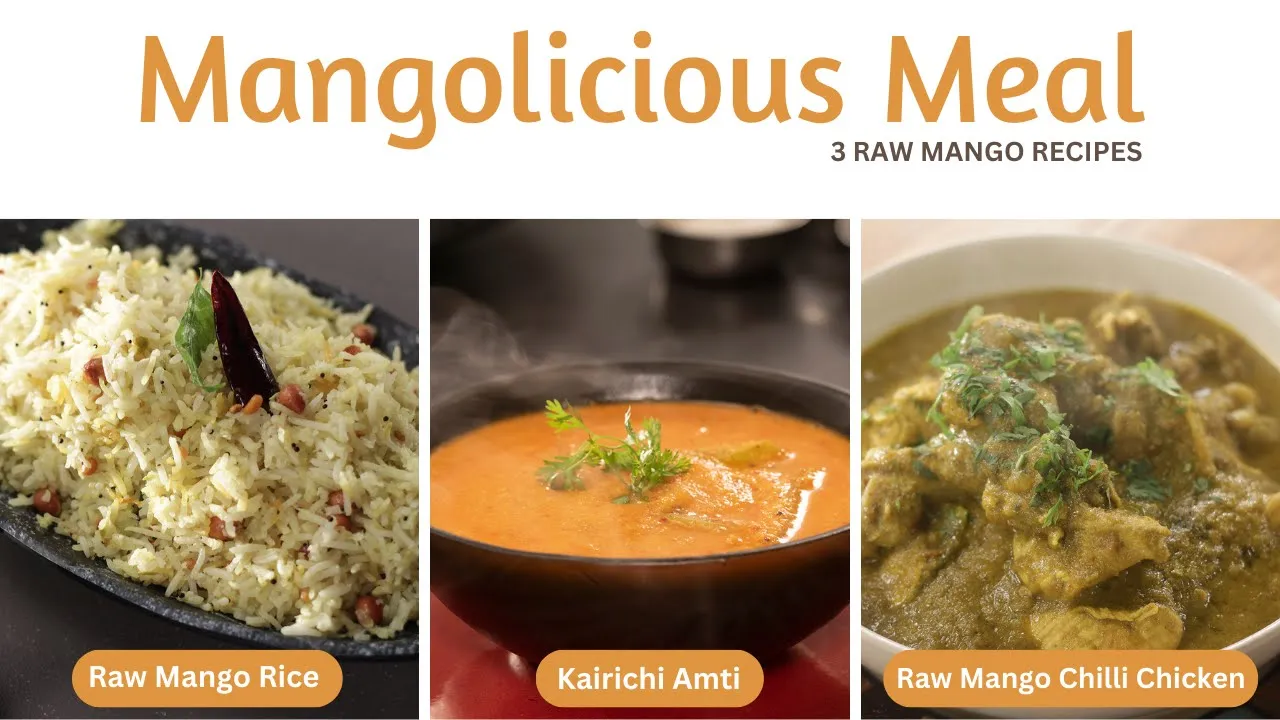 Mangolicious Meal
3 RAW MANGO RECIPES
Raw Mango Rice
Kairichi Amti
Raw Mango Chilli Chicken